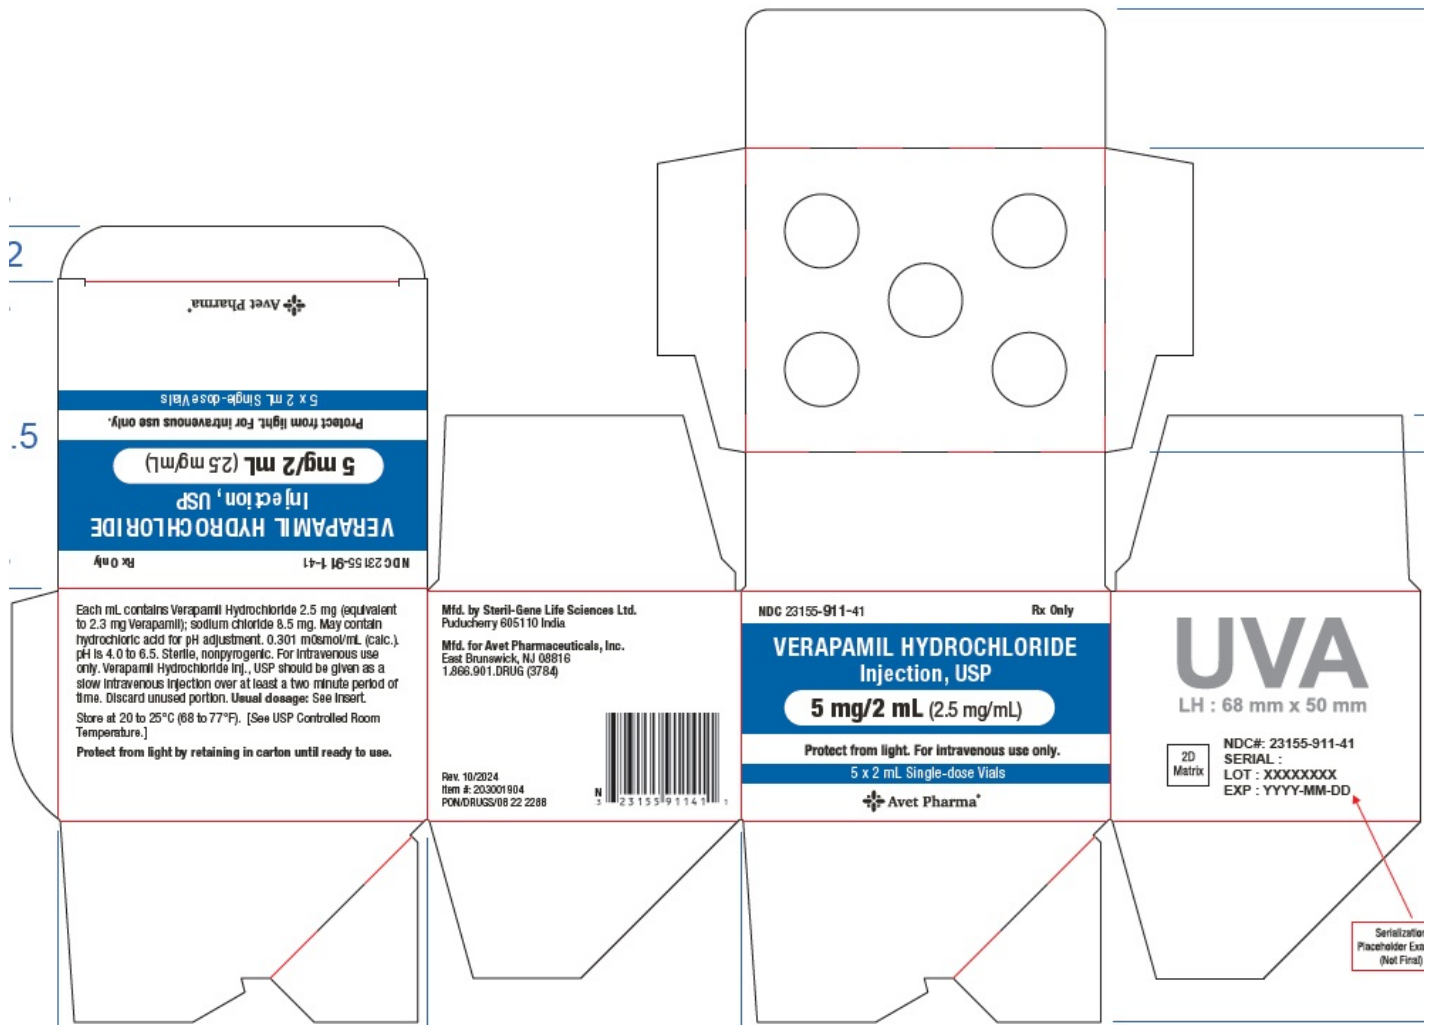 2
.5
Avet Pharma®
5 x 2 mL Single-dose Vials
Protect from light. For intravenous use only.
5 mg/2 mL (2.5 mg/mL)
Injection, USP
VERAPAMIL HYDROCHLORIDE
NDC 23155-911-41 Rx Only
Each mL contains Verapamil Hydrochloride 2.5 mg (equivalent
to 2.3 mg Verapamil); sodium chloride 8.5 mg. May contain
hydrochloric acid for pH adjustment. 0.301 mOsmol/mL (calc.).
pH is 4.0 to 6.5. Sterile, nonpyrogenic. For intravenous use
only. Verapamil Hydrochloride Inj., USP should be given as a
slow intravenous injection over at least a two minute period of
time. Discard unused portion. Usual dosage: See Insert.
Store at 20 to 25°C (68 to 77°F). [See USP Controlled Room
Temperature.]
Protect from light by retaining in carton until ready to use.
Mfd. by Steril-Gene Life Sciences Ltd.
Puducherry 605110 India
Mfd. for Avet Pharmaceuticals, Inc.
East Brunswick, NJ 08816
1.866.901.DRUG (3784)
Rev. 10/2024
Item #: 203001904
PON/DRUGS/08 22 2288
N
3 23155 91141 1
NDC 23155-911-41 Rx Only
VERAPAMIL HYDROCHLORIDE
Injection, USP
5 mg/2 mL (2.5 mg/mL)
Protect from light. For intravenous use only.
5 x 2 mL Single-dose Vials
Avet Pharma®
UVA
LH : 68 mm x 50 mm
2D
Matrix
NDC#: 23155-911-41
SERIAL :
LOT : XXXXXXXX
EXP : YYYY-MM-DD
Serialization
Placeholder Exa
(Not Final)